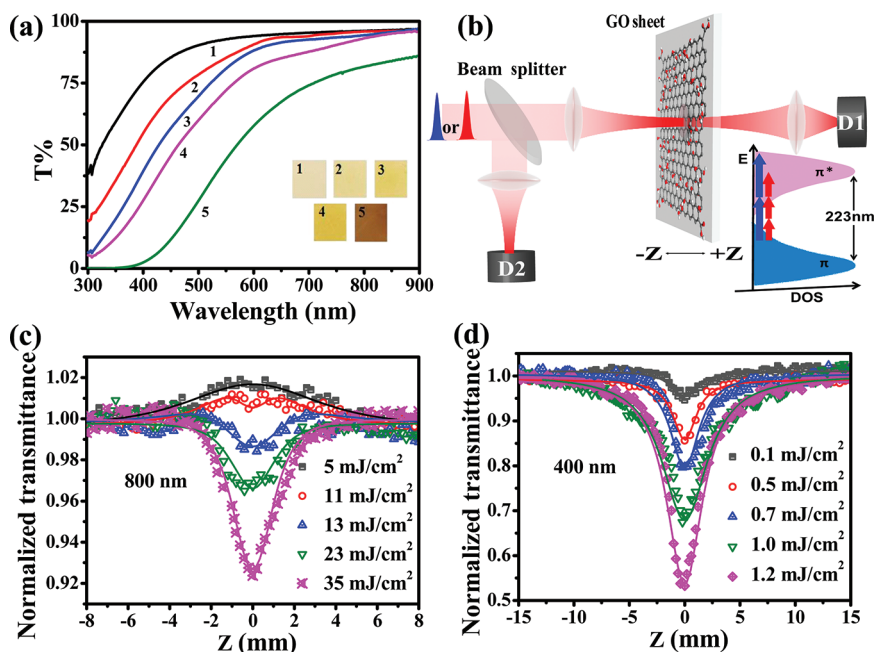 (a)
100
75
50
25
0
T%
300 400 500 600 700 800 900
Wavelength (nm)
1
2
3
4
5
1 2 3
4 5
(b)
GO sheet
Beam splitter
or
D1
D2
-Z +Z
E
π*
223nm
π
DOS
(c)
1.02
1.00
0.98
0.96
0.94
0.92
Normalized transmittance
800 nm
5 mJ/cm²
11 mJ/cm²
13 mJ/cm²
23 mJ/cm²
35 mJ/cm²
-8 -6 -4 -2 0 2 4 6 8
Z (mm)
(d)
1.0
0.9
0.8
0.7
0.6
0.5
Normalized transmittance
400 nm
0.1 mJ/cm²
0.5 mJ/cm²
0.7 mJ/cm²
1.0 mJ/cm²
1.2 mJ/cm²
-15 -10 -5 0 5 10 15
Z (mm)